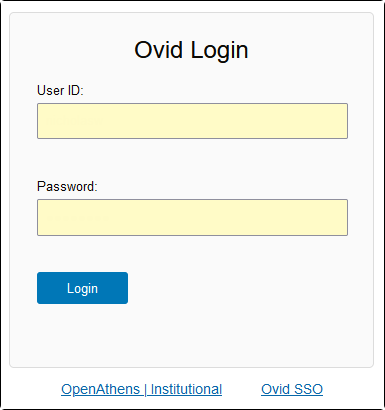 Ovid Login
User ID:
Password:
Login
OpenAthens | Institutional Ovid SSO